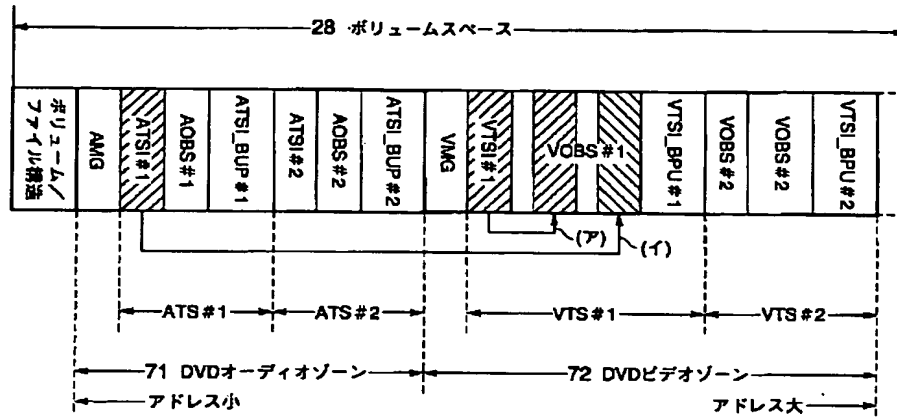 28 ボリュームスペース
ボリューム/
ファイル構造
AMG
ATSI#1
AOBS#1
ATSI_BUP#1
ATSI#2
AOBS#2
ATSI_BUP#2
VMG
VTSI#1
VOBS#1
VTSI_BPU#1
VOBS#2
VOBS#2
VTSI_BPU#2
(ア)
(イ)
ATS#1
ATS#2
VTS#1
VTS#2
71 DVDオーディオゾーン
72 DVDビデオゾーン
アドレス小
アドレス大